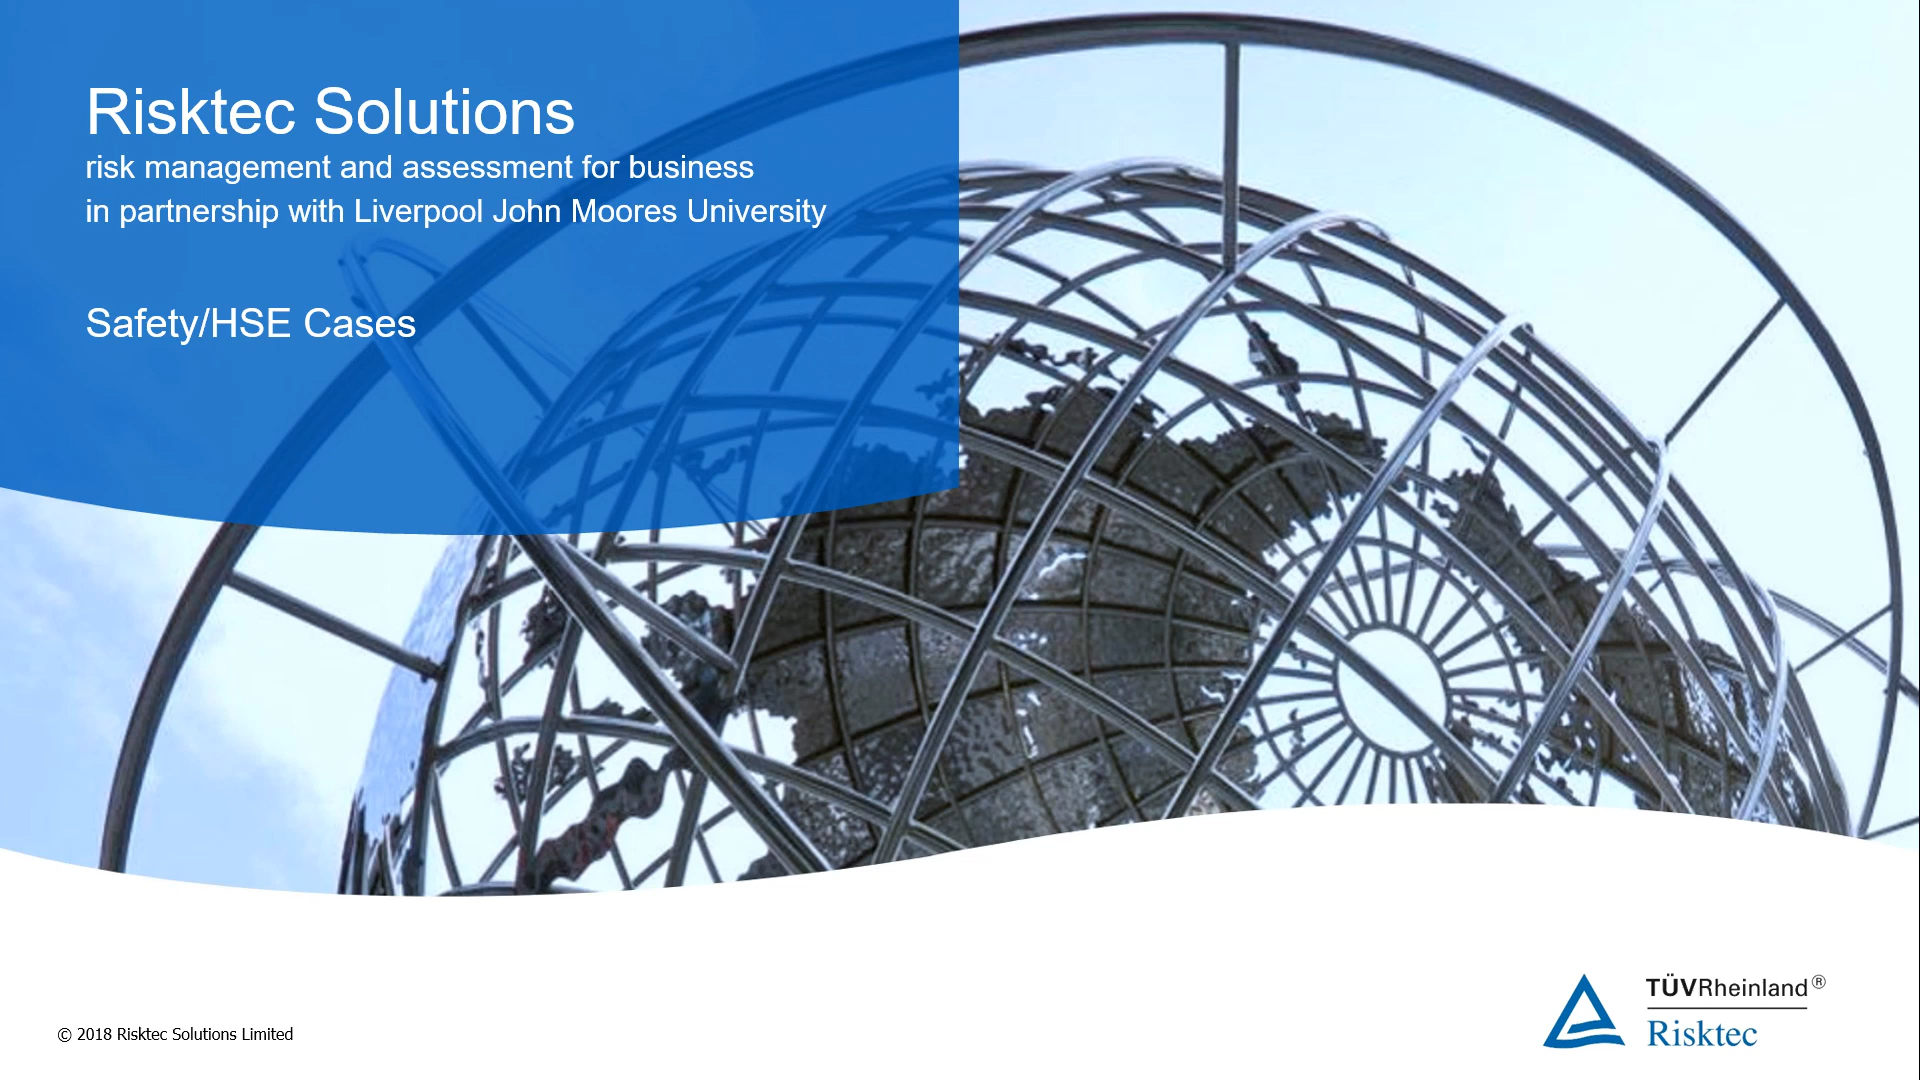 Risktec Solutions
risk management and assessment for business
in partnership with Liverpool John Moores University
Safety/HSE Cases
© 2018 Risktec Solutions Limited
TÜVRheinland®
Risktec